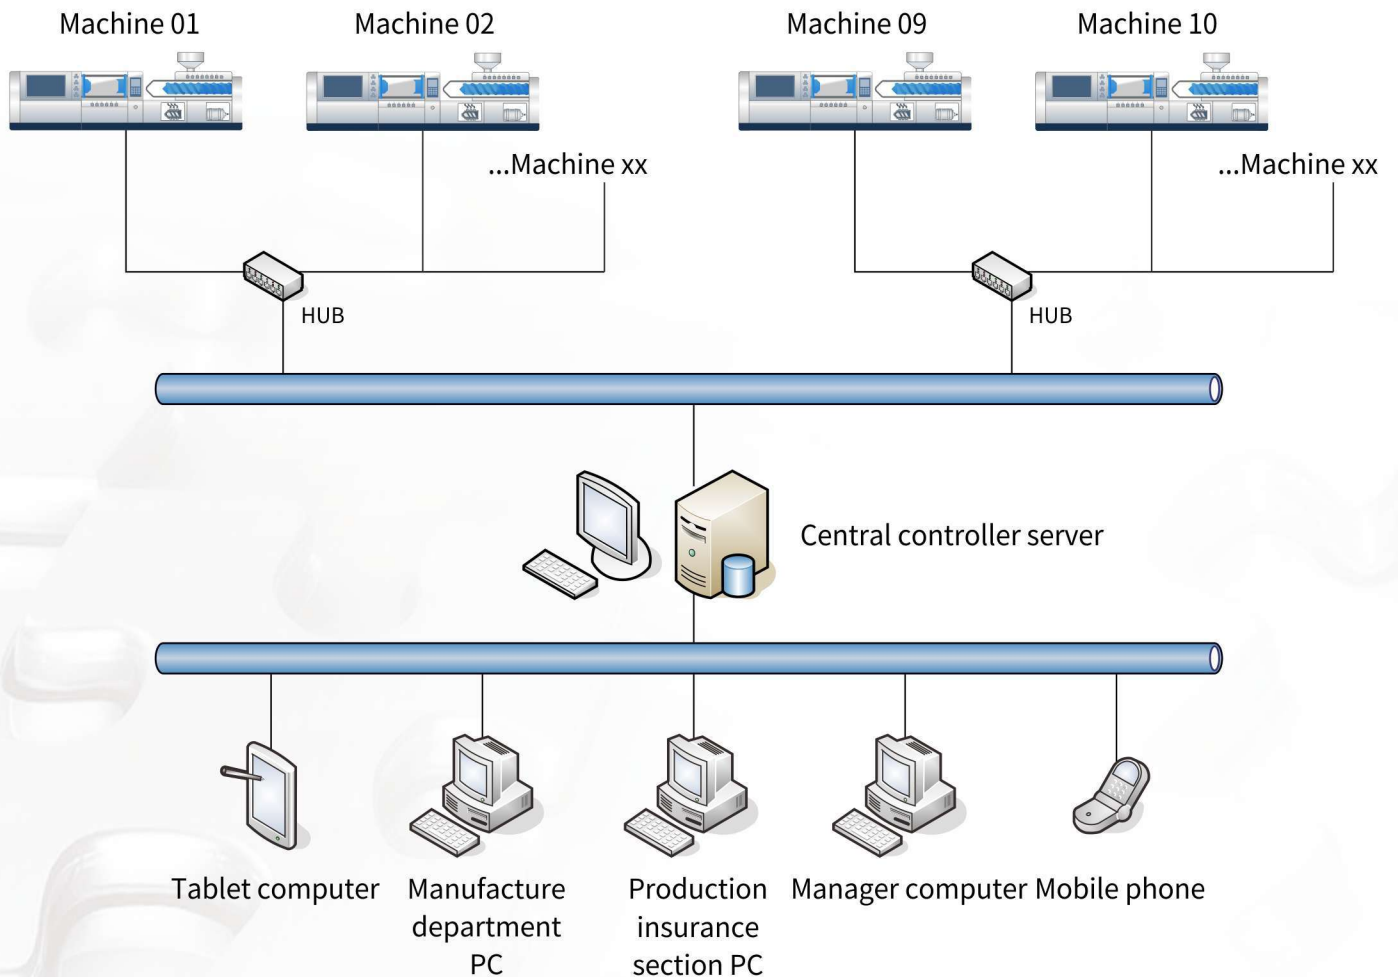 Machine 01
Machine 02
Machine 09
Machine 10
...Machine xx
...Machine xx
HUB
HUB
Central controller server
Tablet computer
Manufacture
department
PC
Production
insurance
section PC
Manager computer
Mobile phone